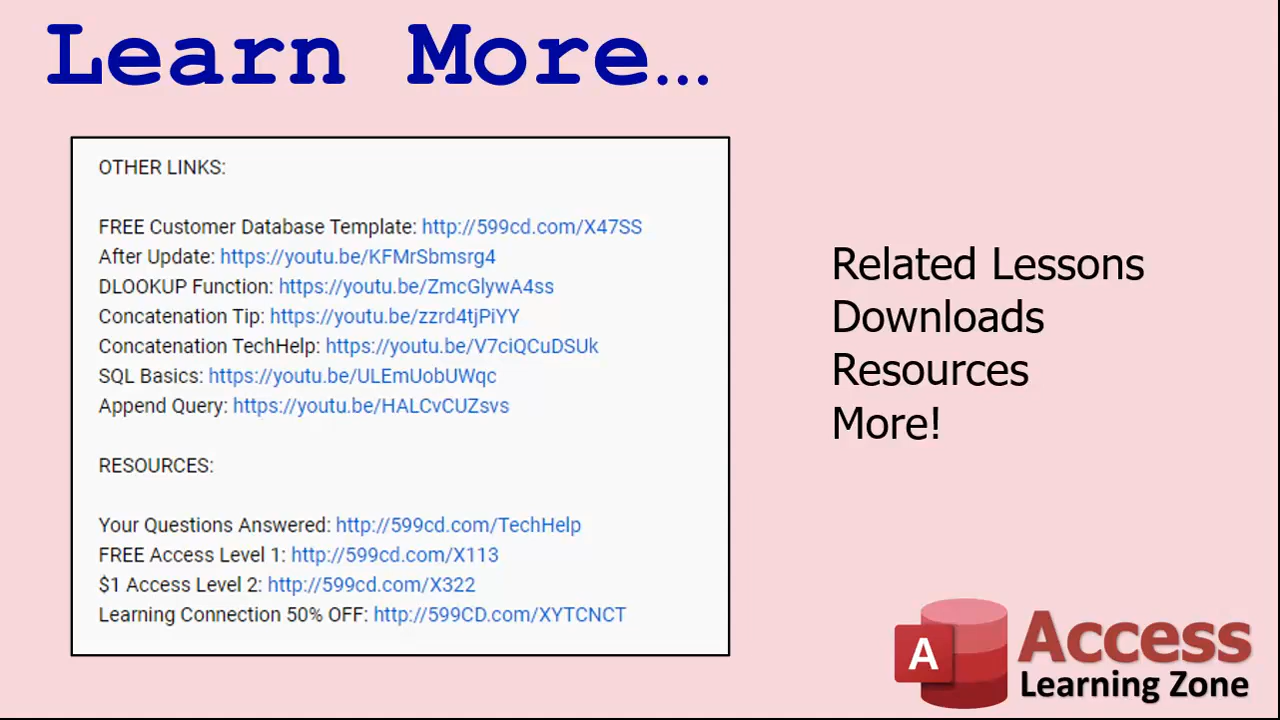 Learn More...
OTHER LINKS:
FREE Customer Database Template: http://599cd.com/X47SS
After Update: https://youtu.be/KFMrSbmsrg4
DLOOKUP Function: https://youtu.be/ZmcGlywA4ss
Concatenation Tip: https://youtu.be/zzrd4tjPiYY
Concatenation TechHelp: https://youtu.be/V7ciQCuDSUk
SQL Basics: https://youtu.be/ULEmUobUWqc
Append Query: https://youtu.be/HALCvCUZsvs
RESOURCES:
Your Questions Answered: http://599cd.com/TechHelp
FREE Access Level 1: http://599cd.com/X113
$1 Access Level 2: http://599cd.com/X322
Learning Connection 50% OFF: http://599CD.com/XYTCNCT
Related Lessons
Downloads
Resources
More!
A
Access
Learning Zone